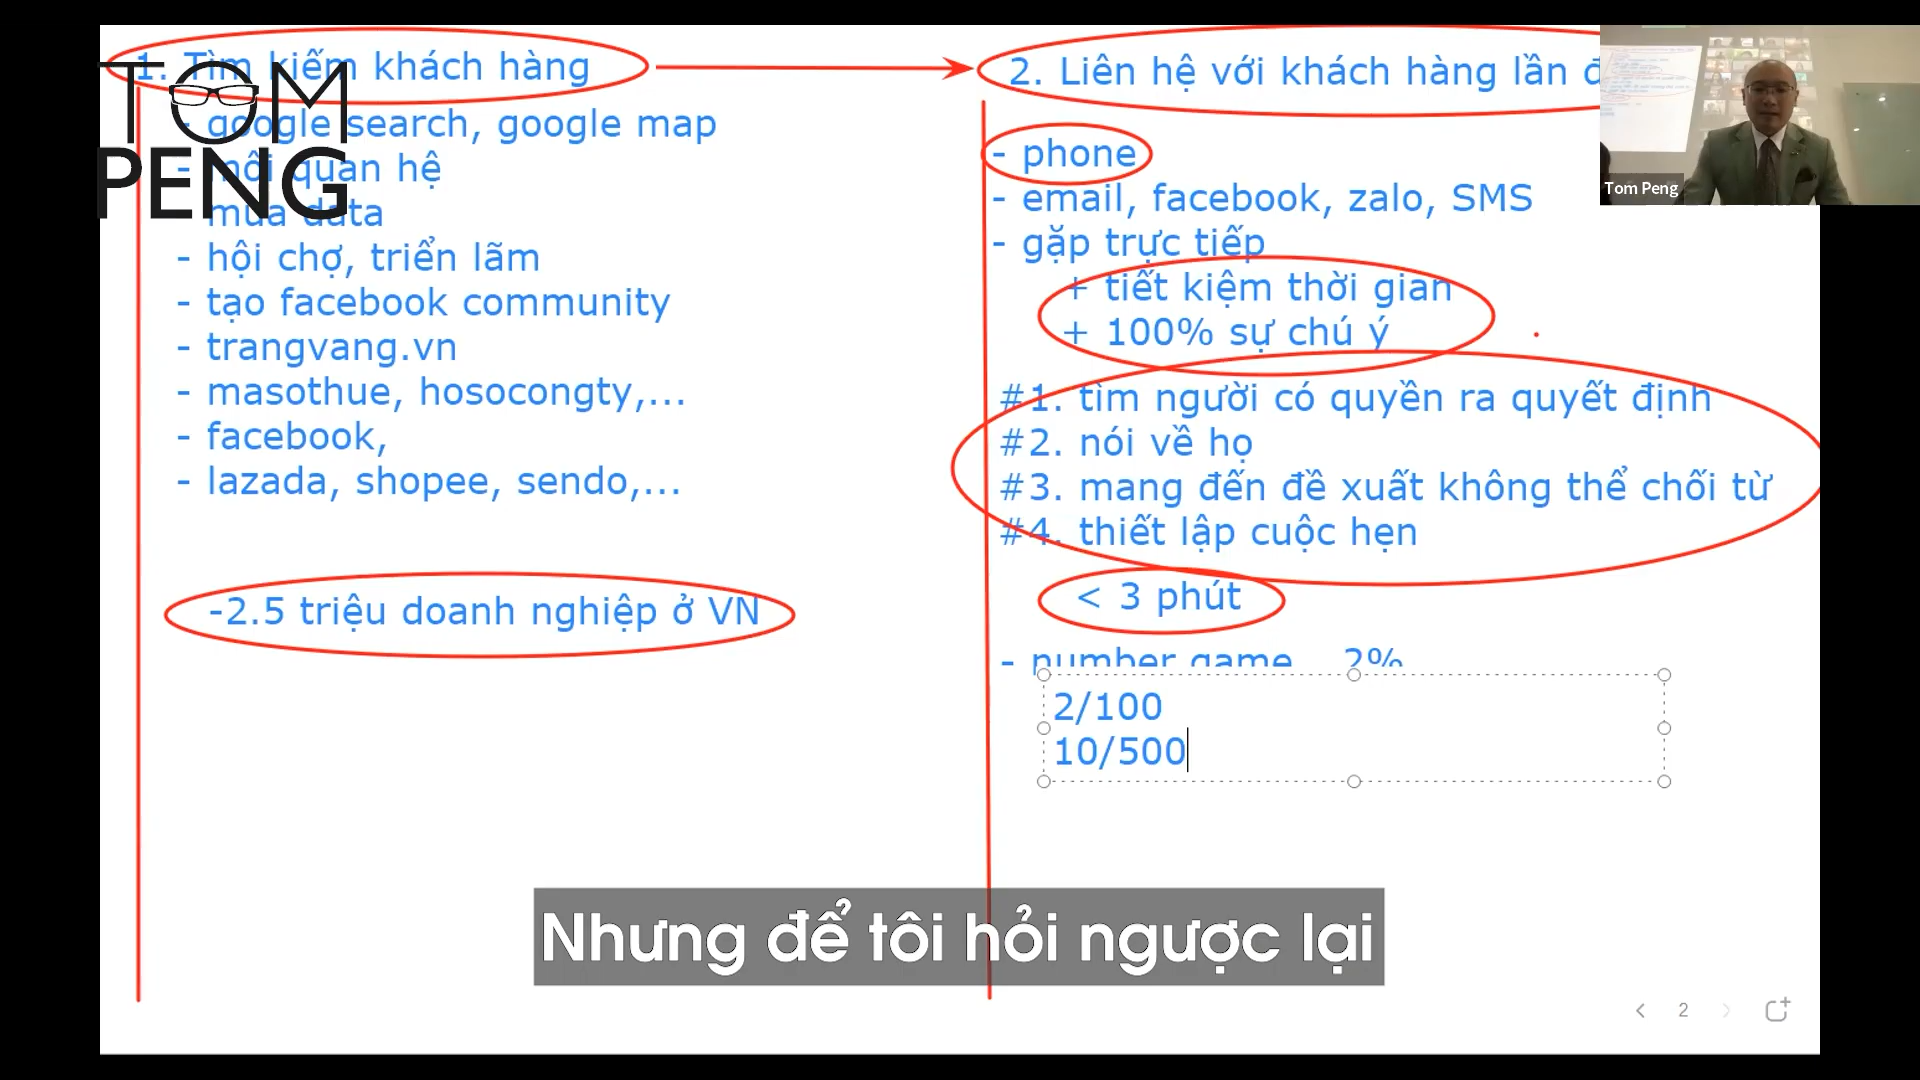 1. Tìm kiếm khách hàng
- google search, google map
- mối quan hệ
mua data
- hội chợ, triển lãm
- tạo facebook community
- trangvang.vn
- masothue, hosocongty,...
- facebook,
- lazada, shopee, sendo,...
-2.5 triệu doanh nghiệp ở VN
TOM
PENG
2. Liên hệ với khách hàng lần đ
- phone
- email, facebook, zalo, SMS
- gặp trực tiếp
+ tiết kiệm thời gian
+ 100% sự chú ý
#1. tìm người có quyền ra quyết định
#2. nói về họ
#3. mang đến đề xuất không thể chối từ
#4. thiết lập cuộc hẹn
< 3 phút
- number game 2%
2/100
10/500
Tom Peng
Nhưng để tôi hỏi ngược lại
2